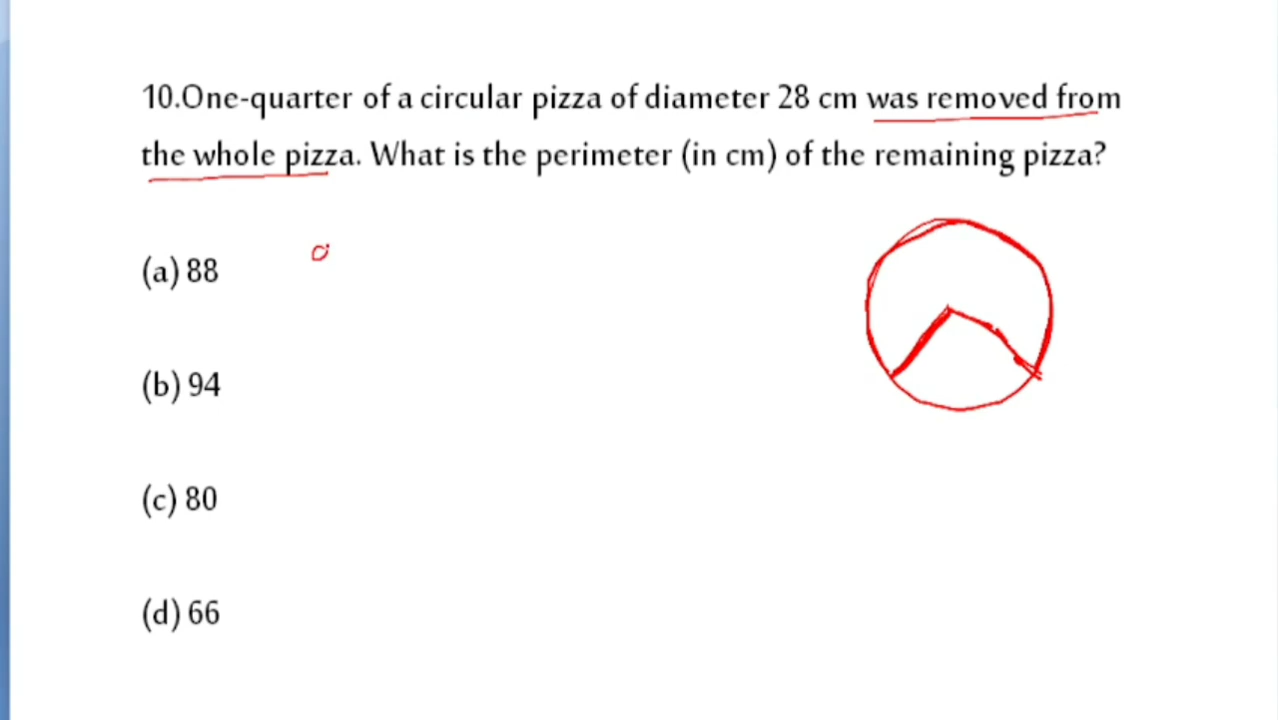 10.One-quarter of a circular pizza of diameter 28 cm was removed from
the whole pizza. What is the perimeter (in cm) of the remaining pizza?
(a) 88
(b) 94
(c) 80
(d) 66